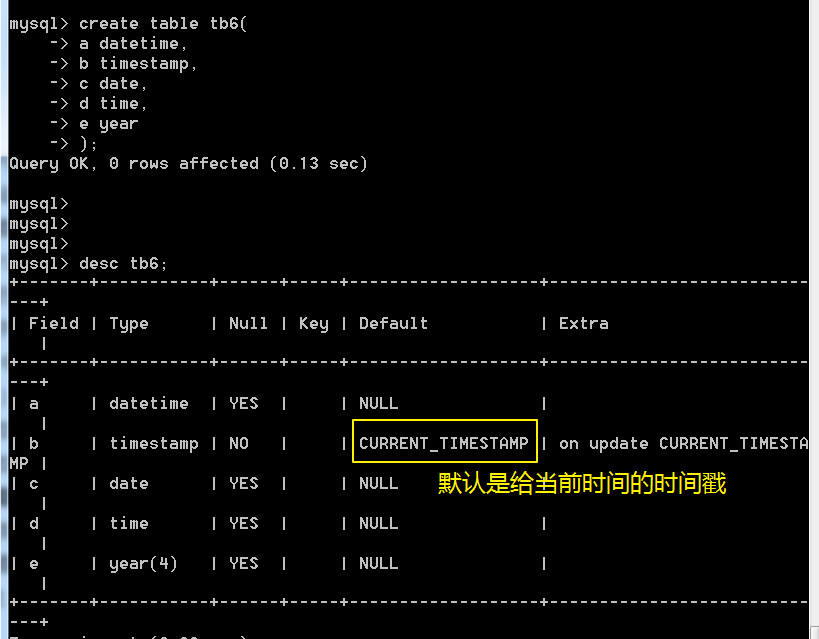 mysql> create table tb6(
    -> a datetime,
    -> b timestamp,
    -> c date,
    -> d time,
    -> e year
    -> );
Query OK, 0 rows affected (0.13 sec)
mysql>
mysql>
mysql>
mysql> desc tb6;
+-------+-----------+------+-----+-------------------+--------------------------
---+
| Field | Type      | Null | Key | Default           | Extra
   |
+-------+-----------+------+-----+-------------------+--------------------------
---+
| a     | datetime  | YES  |     | NULL              |
   |
| b     | timestamp | NO   |     | CURRENT_TIMESTAMP | on update CURRENT_TIMESTA
MP |
| c     | date      | YES  |     | NULL 默认是给当前时间的时间戳
   |
| d     | time      | YES  |     | NULL              |
   |
| e     | year(4)   | YES  |     | NULL              |
   |
+-------+-----------+------+-----+-------------------+--------------------------
---+